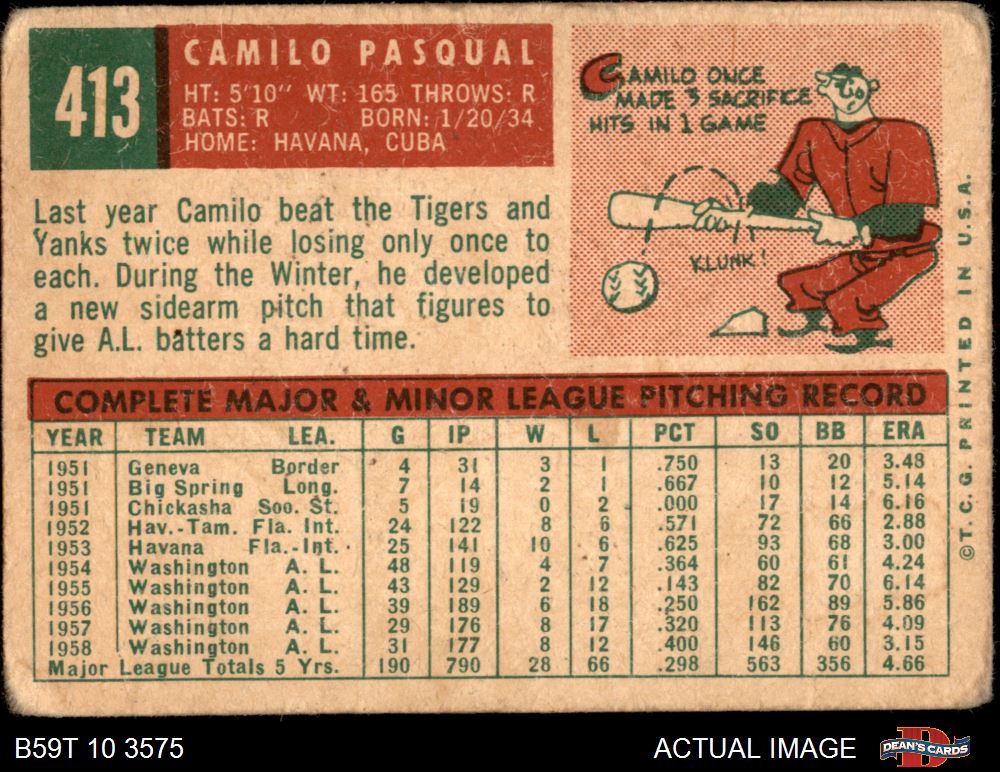 413
CAMILO PASQUAL
HT: 5'10" WT: 165 THROWS: R
BATS: R BORN: 1/20/34
HOME: HAVANA, CUBA
CAMILO ONCE
MADE 3 SACRIFICE
HITS IN 1 GAME
KLUNK!
Last year Camilo beat the Tigers and
Yanks twice while losing only once to
each. During the Winter, he developed
a new sidearm pitch that figures to
give A.L. batters a hard time.
COMPLETE MAJOR & MINOR LEAGUE PITCHING RECORD
YEAR TEAM LEA. G IP W L PCT SO BB ERA
1951 Geneva Border 4 31 3 1 .750 13 20 3.48
1951 Big Spring Long. 7 14 2 1 .667 10 12 5.14
1951 Chickasha Soo. St. 5 19 0 2 .000 17 14 6.16
1952 Hav.-Tam. Fla. Int. 24 122 8 6 .571 72 66 2.88
1953 Havana Fla.-Int. 25 141 10 6 .625 93 68 3.00
1954 Washington A. L. 48 119 4 7 .364 60 61 4.24
1955 Washington A. L. 43 129 2 12 .143 82 70 6.14
1956 Washington A. L. 39 189 6 18 .250 162 89 5.86
1957 Washington A. L. 29 176 8 17 .320 113 76 4.09
1958 Washington A. L. 31 177 8 12 .400 146 60 3.15
Major League Totals 5 Yrs. 190 790 28 66 .298 563 356 4.66
©T. C. G. PRINTED IN U.S.A.
B59T 10 3575
ACTUAL IMAGE
DEAN'S CARDS